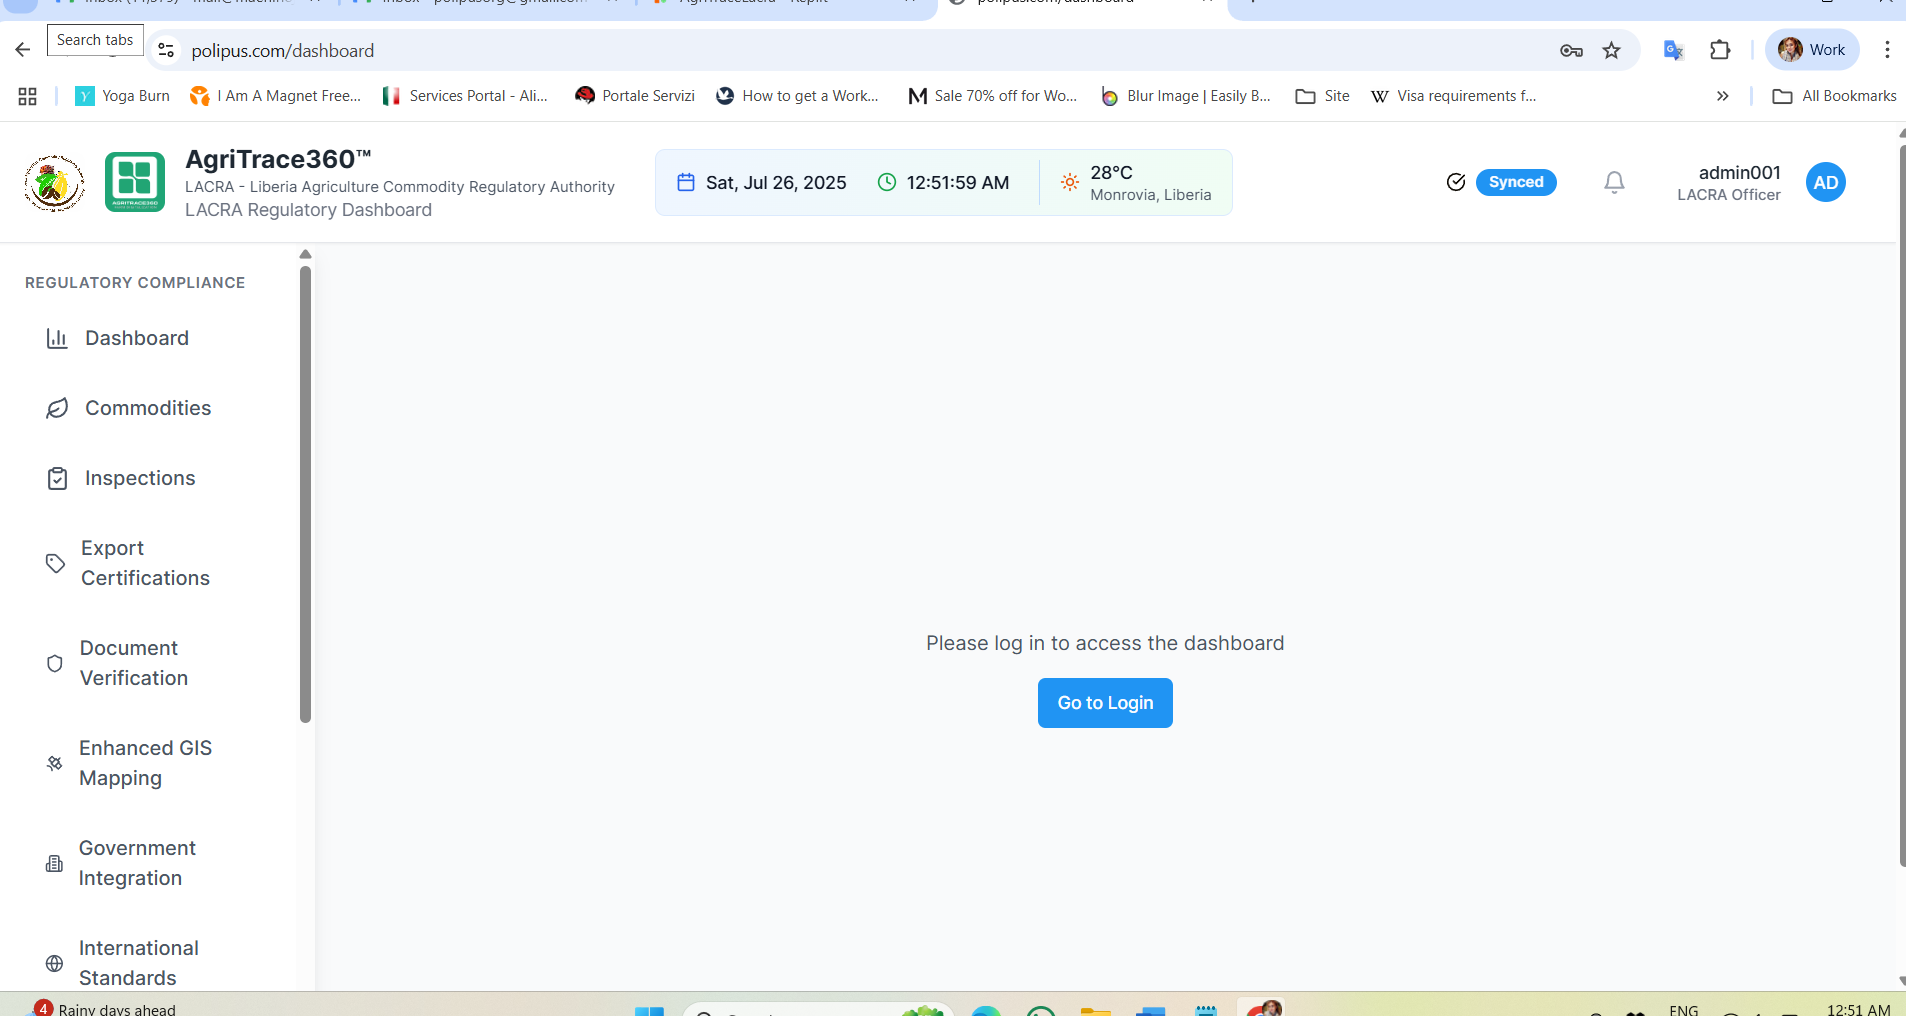 Search tabs
polipus.com/dashboard
Work
Yoga Burn
I Am A Magnet Free...
Services Portal - Ali...
Portale Servizi
How to get a Work...
Sale 70% off for Wo...
Blur Image | Easily B...
Site
Visa requirements f...
All Bookmarks
AgriTrace360™
LACRA - Liberia Agriculture Commodity Regulatory Authority
LACRA Regulatory Dashboard
Sat, Jul 26, 2025
12:51:59 AM
28°C
Monrovia, Liberia
Synced
admin001
LACRA Officer
AD
AGRITRACE360
REGULATORY COMPLIANCE
Dashboard
Commodities
Inspections
Export
Certifications
Document
Verification
Enhanced GIS
Mapping
Government
Integration
International
Standards
Please log in to access the dashboard
Go to Login
4
Rainy days ahead
ENG
12:51 AM